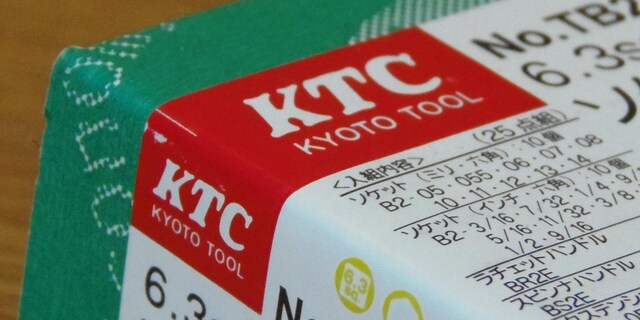 No.TB2
6.3s
KTC
KYOTO TOOL
(25点組)
<入組内容>
ソケット (ミリ・六角) : 10個
B2-05・055・06・07・08
10・11・12・13・14
ソケット (インチ・六角) : 10個
B2-3/16・7/32・1/4・9/
5/16・11/32・3/8・
1/2・9/16
ラチェットハンドル
BR2E
スピンナハンドル
BS2E
KTC
KYOTO TOOL
6.3
No
6.3
sq.